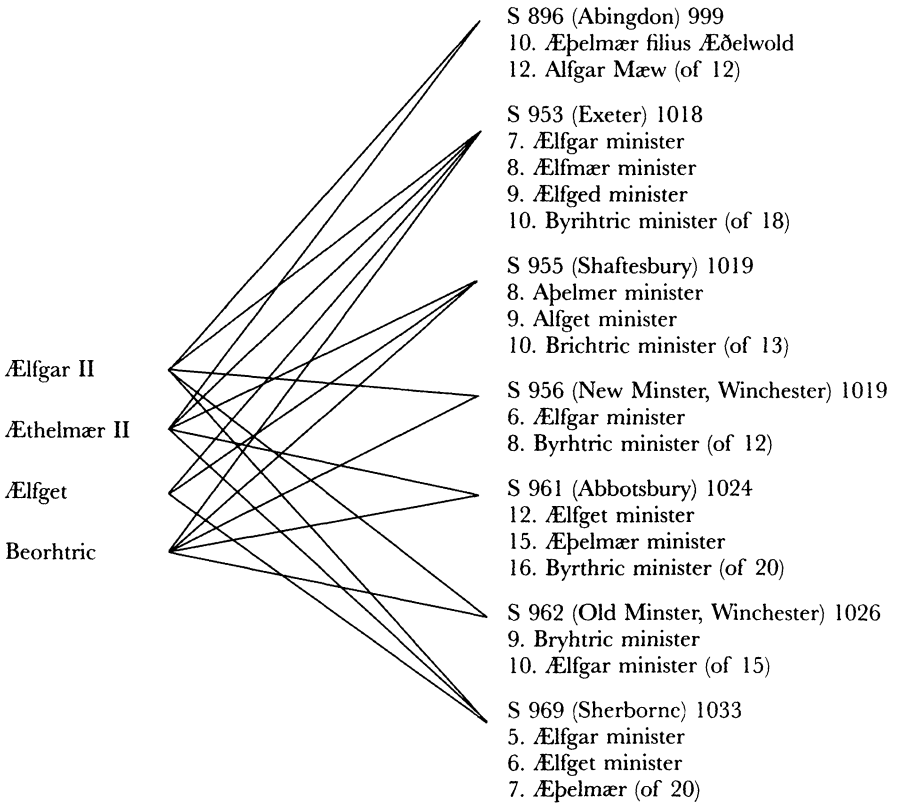 S 896 (Abingdon) 999
10. Æþelmær filius Æðelwold
12. Alfgar Mæw (of 12)
S 953 (Exeter) 1018
7. Ælfgar minister
8. Ælfmær minister
9. Ælfged minister
10. Byrihtric minister (of 18)
S 955 (Shaftesbury) 1019
8. Aþelmer minister
9. Alfget minister
10. Brichtric minister (of 13)
Ælfgar II
Æthelmær II
Ælfget
Beorhtric
S 956 (New Minster, Winchester) 1019
6. Ælfgar minister
8. Byrhtric minister (of 12)
S 961 (Abbotsbury) 1024
12. Ælfget minister
15. Æþelmær minister
16. Byrthric minister (of 20)
S 962 (Old Minster, Winchester) 1026
9. Bryhtric minister
10. Ælfgar minister (of 15)
S 969 (Sherborne) 1033
5. Ælfgar minister
6. Ælfget minister
7. Æþelmær (of 20)